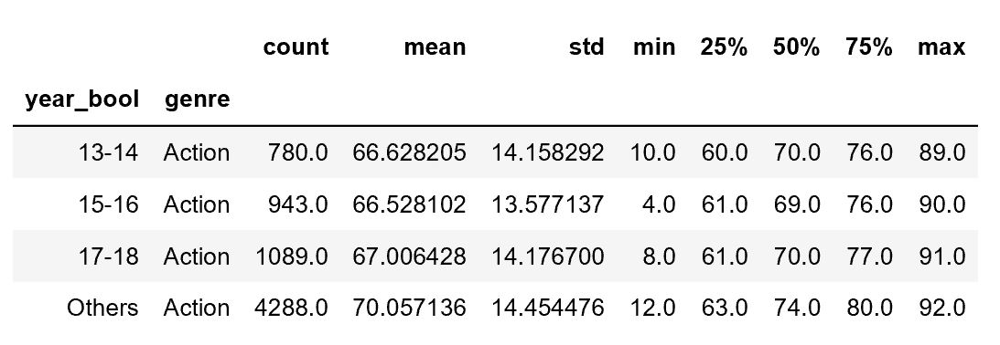 count mean std min 25% 50% 75% max
year_bool genre
13-14 Action 780.0 66.628205 14.158292 10.0 60.0 70.0 76.0 89.0
15-16 Action 943.0 66.528102 13.577137 4.0 61.0 69.0 76.0 90.0
17-18 Action 1089.0 67.006428 14.176700 8.0 61.0 70.0 77.0 91.0
Others Action 4288.0 70.057136 14.454476 12.0 63.0 74.0 80.0 92.0